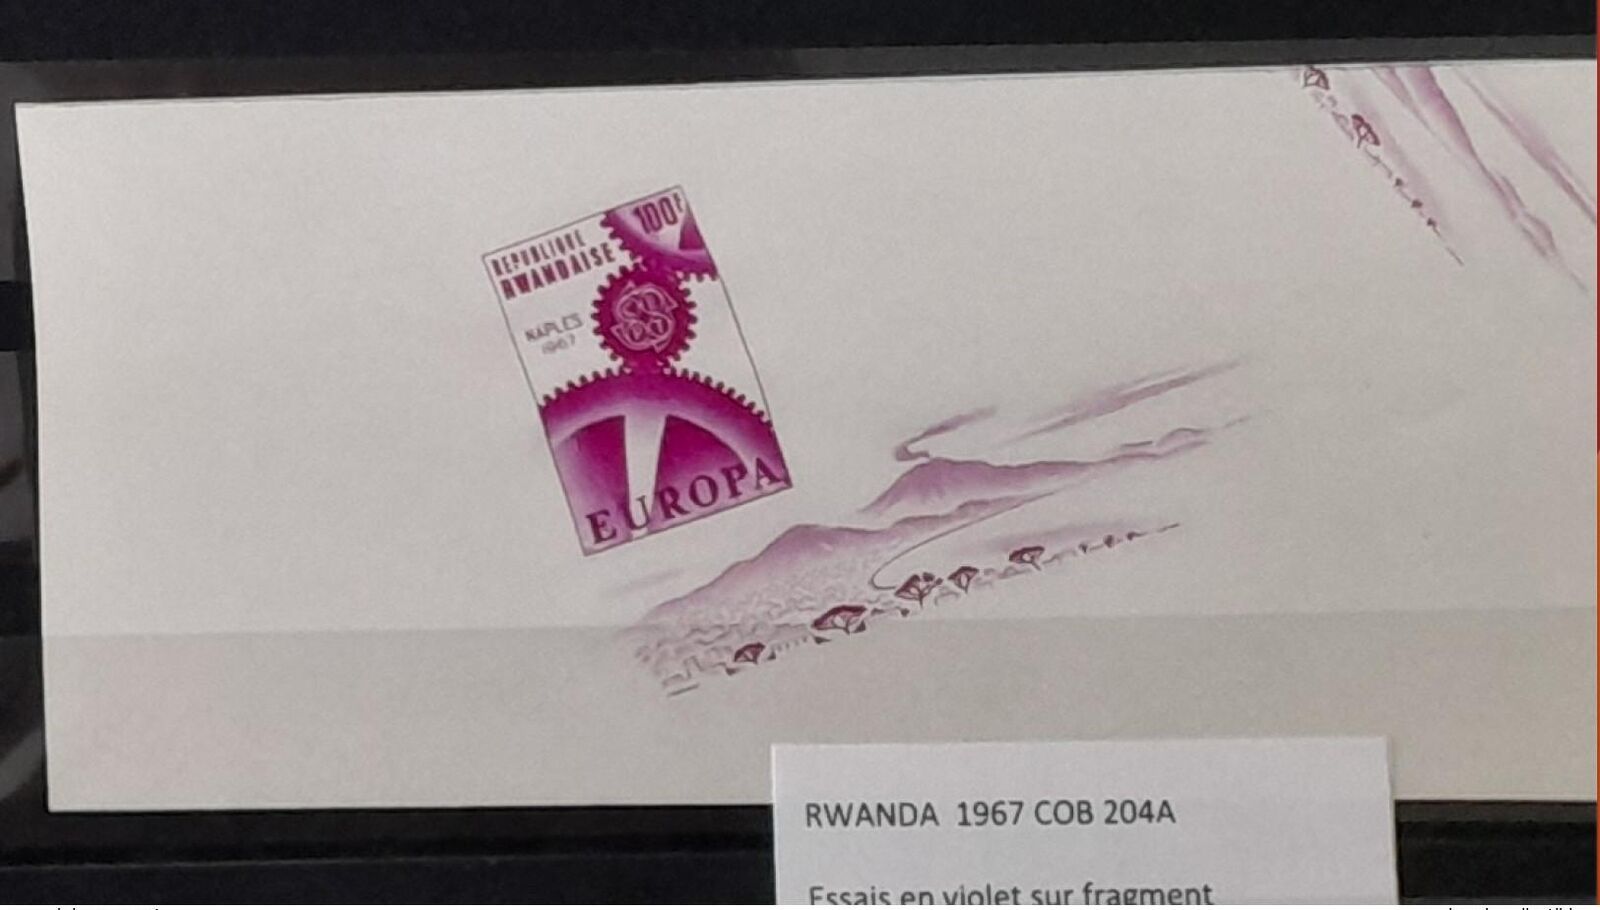 100F
REPUBLIQUE
RWANDAISE
NAPLES
1967
EUROPA
RWANDA 1967 COB 204A
Essais en violet sur fragment